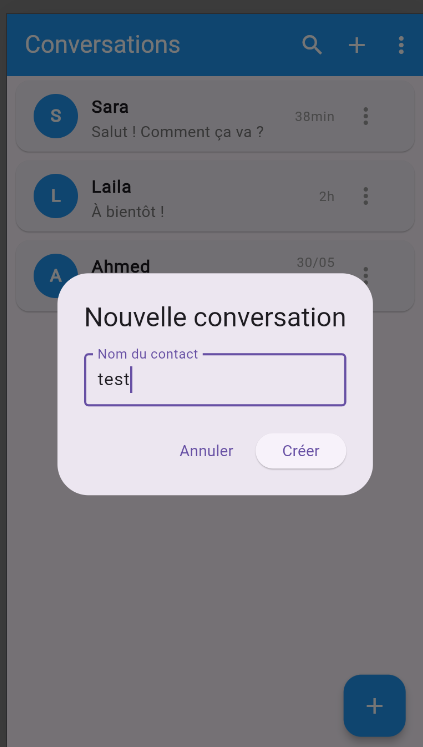 Conversations
S
Sara
38min
Salut ! Comment ça va ?
L
Laila
2h
À bientôt !
A
Ahmed
30/05
Nouvelle conversation
Nom du contact
test
Annuler
Créer